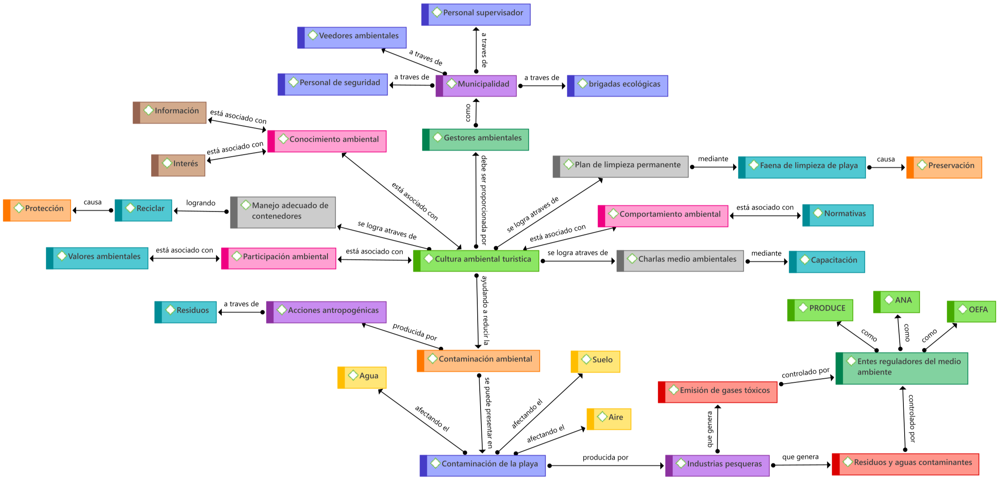 Personal supervisador
Veedores ambientales
a traves de
a traves de
Personal de seguridad
a traves de
Municipalidad
a traves de
brigadas ecológicas
como
Información
está asociado con
Conocimiento ambiental
Gestores ambientales
está asociado con
Interés
debe ser proporcionada por
Plan de limpieza permanente
mediante
Faena de limpieza de playa
causa
Preservación
está asociado con
se logra atraves de
Protección
causa
Reciclar
logrando
Manejo adecuado de
contenedores
se logra atraves de
Comportamiento ambiental
está asociado con
Normativas
está asociado con
Valores ambientales
está asociado con
Participación ambiental
está asociado con
Cultura ambiental turistica
se logra atraves de
Charlas medio ambientales
mediante
Capacitación
ayudando a reducir la
Residuos
a traves de
Acciones antropogénicas
producida por
PRODUCE
ANA
OEFA
como
como
como
Contaminación ambiental
Suelo
Entes reguladores del medio
ambiente
Agua
se puede presentar en
controlado por
Emisión de gases tóxicos
afectando el
afectando el
Aire
afectando el
que genera
controlado por
Contaminación de la playa
producida por
Industrias pesqueras
que genera
Residuos y aguas contaminantes